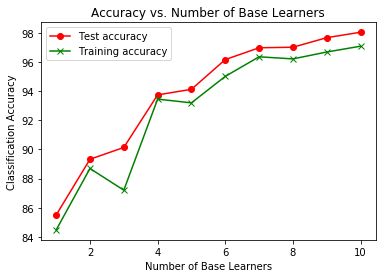 Accuracy vs. Number of Base Learners
Test accuracy
Training accuracy
Classification Accuracy
98
96
94
92
90
88
86
84
2
4
6
8
10
Number of Base Learners